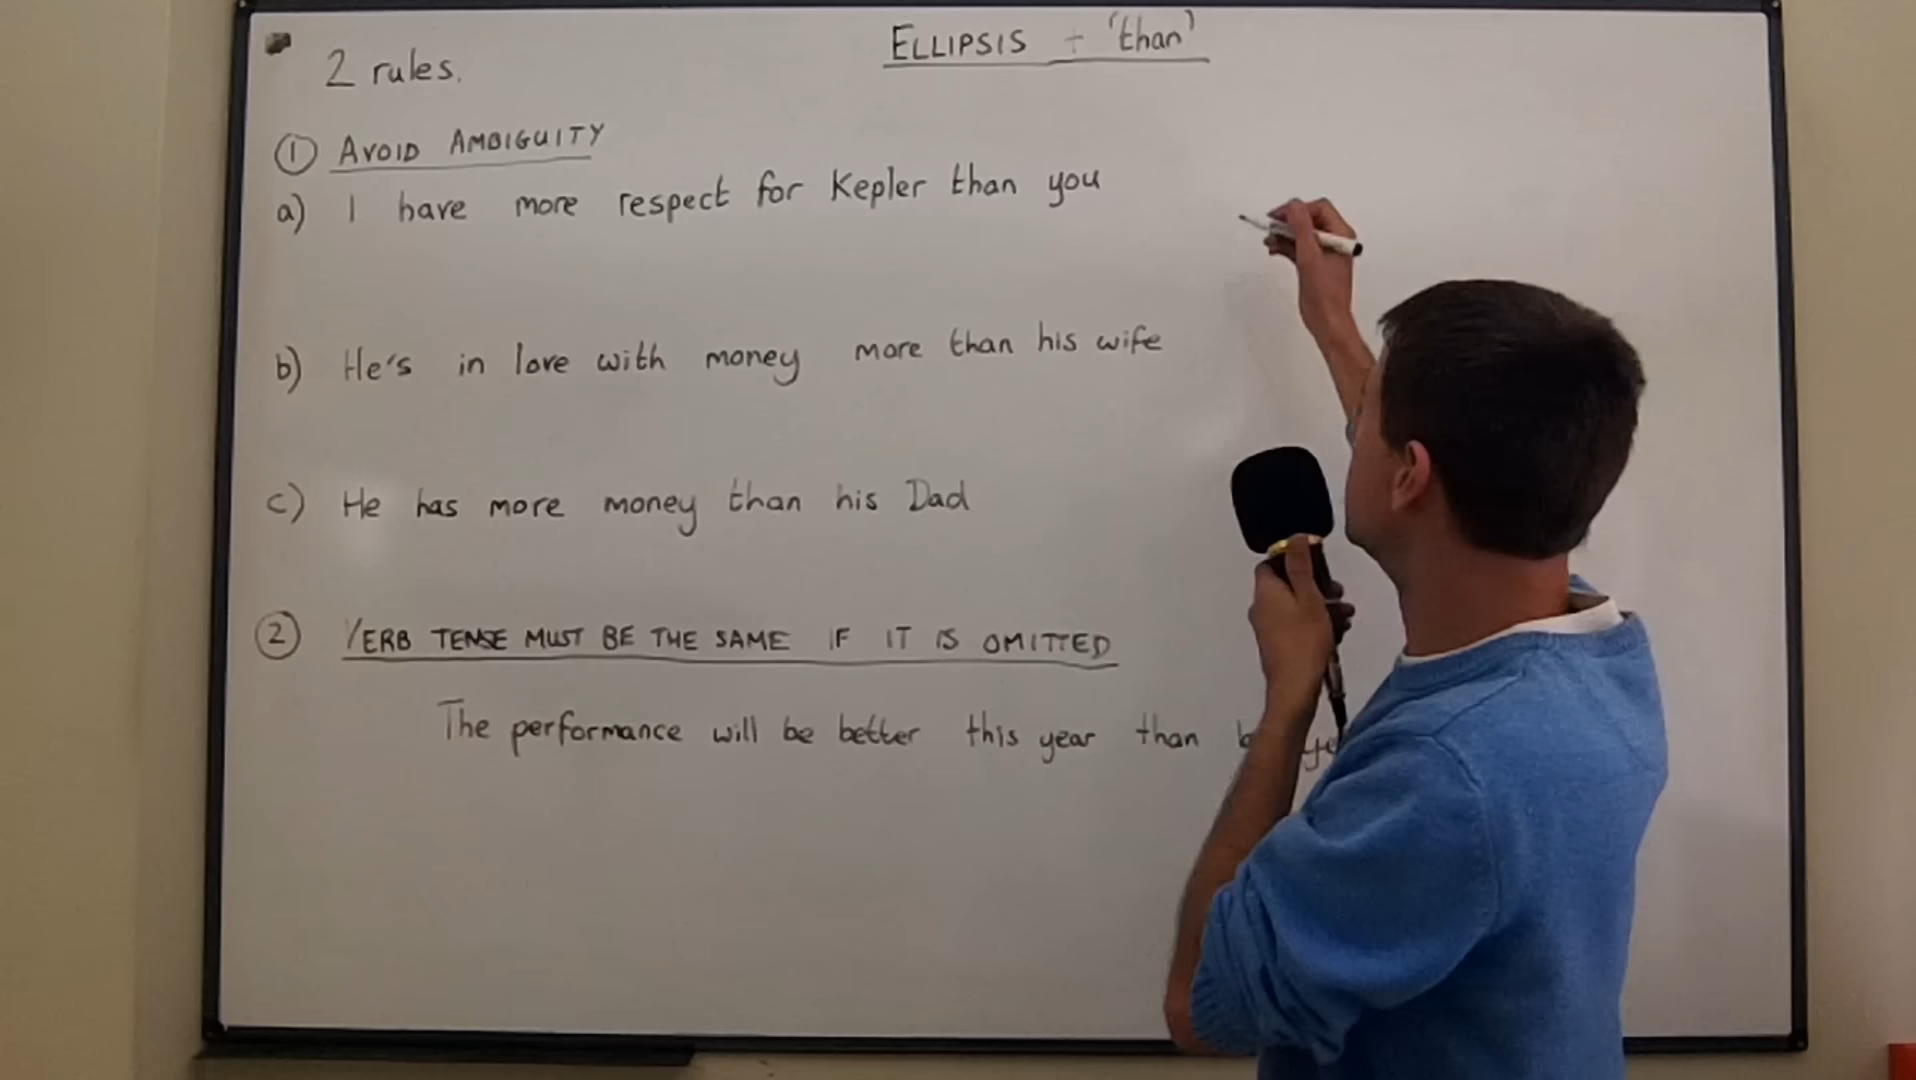 ELLIPSIS + 'than'
2 rules.
① AVOID AMBIGUITY
a) I have more respect for Kepler than you
b) He's in love with money more than his wife
c) He has more money than his Dad
② VERB TENSE MUST BE THE SAME IF IT IS OMITTED
The performance will be better this year than